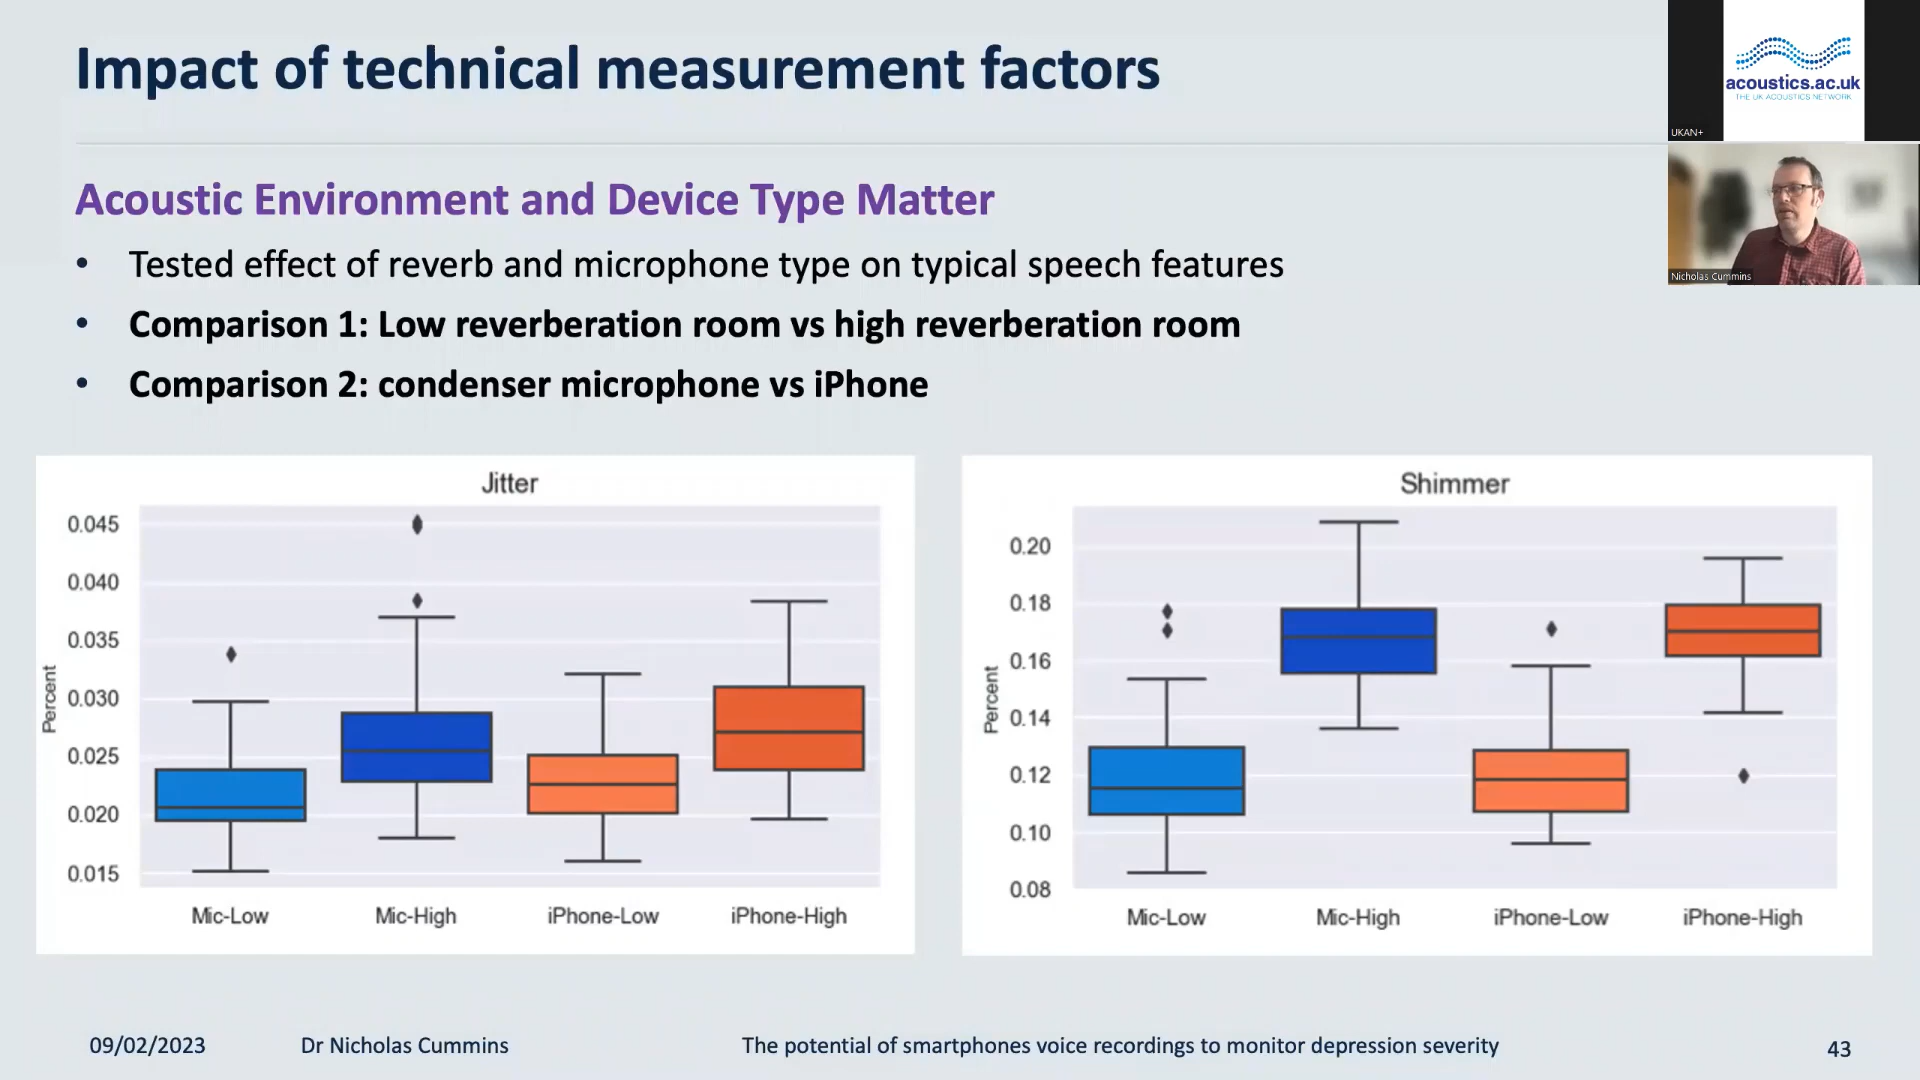 Impact of technical measurement factors
acoustics.ac.uk
THE UK ACOUSTICS NETWORK
UKAN+
Nicholas Cummins
Acoustic Environment and Device Type Matter
• Tested effect of reverb and microphone type on typical speech features
• Comparison 1: Low reverberation room vs high reverberation room
• Comparison 2: condenser microphone vs iPhone
Jitter
0.045
0.040
0.035
0.030
0.025
0.020
0.015
Percent
Mic-Low Mic-High iPhone-Low iPhone-High
Shimmer
0.20
0.18
0.16
0.14
0.12
0.10
0.08
Percent
Mic-Low Mic-High iPhone-Low iPhone-High
09/02/2023 Dr Nicholas Cummins The potential of smartphones voice recordings to monitor depression severity 43